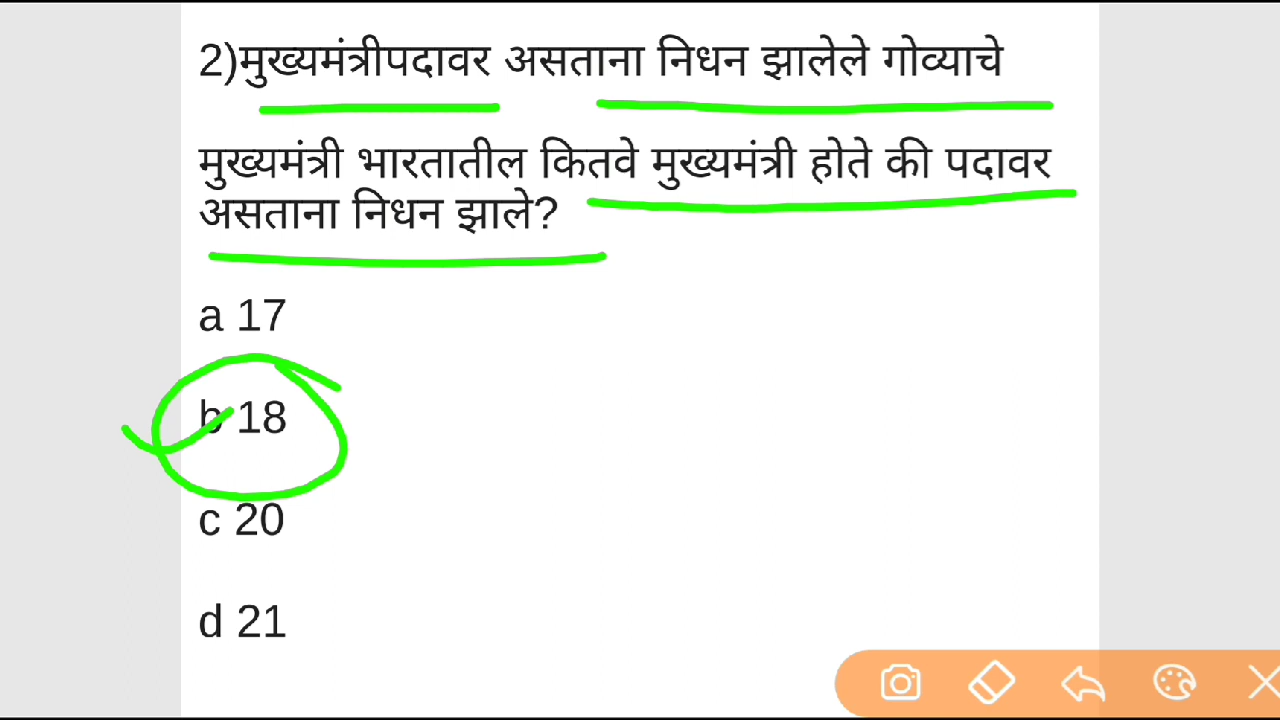 2)मुख्यमंत्रीपदावर असताना निधन झालेले गोव्याचे
मुख्यमंत्री भारतातील कितवे मुख्यमंत्री होते की पदावर
असताना निधन झाले?
a 17
b 18
c 20
d 21